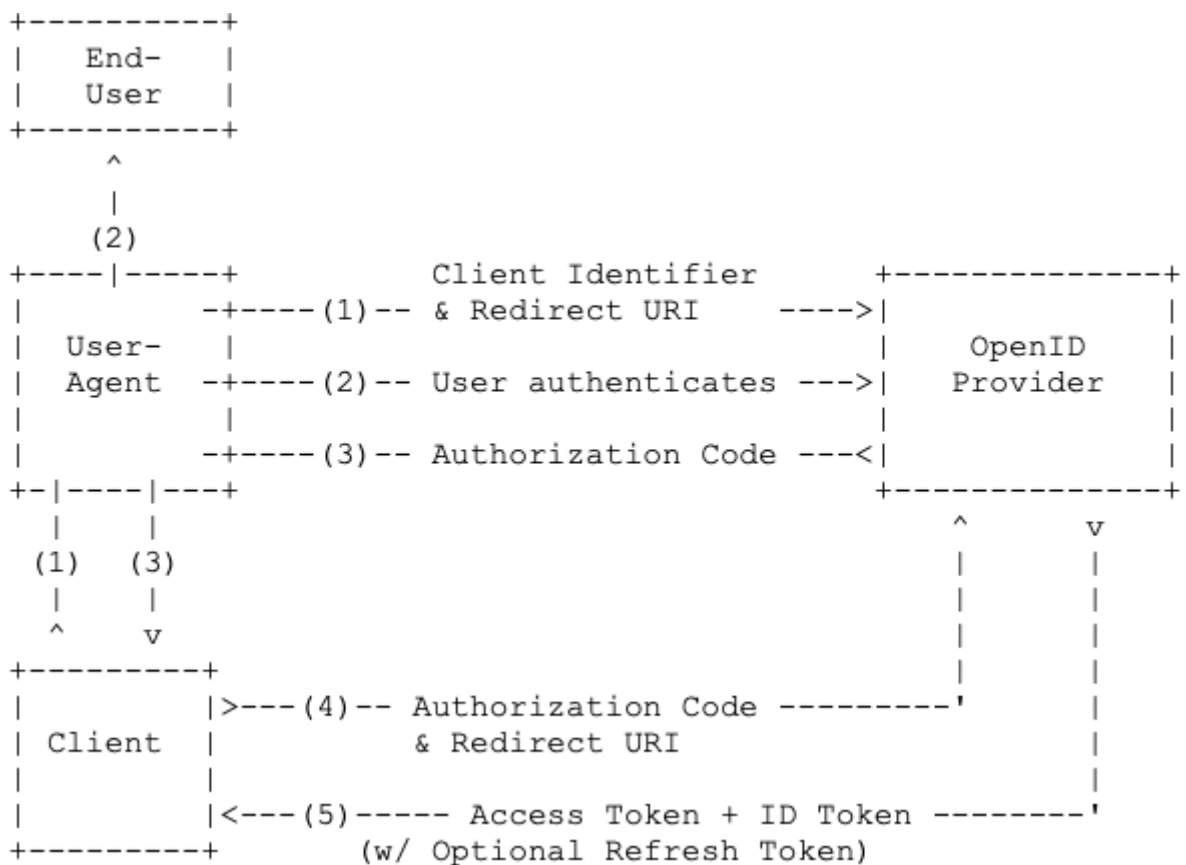 +----------+
|   End-   |
|   User   |
+----------+
     ^
     |
    (2)
+----|-----+          Client Identifier      +---------------+
|         -+----(1)-- & Redirect URI    ---->|               |
|  User-   |                                 |    OpenID     |
|  Agent  -+----(2)-- User authenticates --->|   Provider    |
|          |                                 |               |
|         -+----(3)-- Authorization Code ---<|               |
+-|----|---+                                 +---------------+
  |    |                                         ^      v
 (1)  (3)                                        |      |
  |    |                                         |      |
  ^    v                                         |      |
+---------+                                      |      |
|         |>---(4)-- Authorization Code ---------'      |
| Client  |          & Redirect URI                     |
|         |                                             |
|         |<---(5)----- Access Token + ID Token --------'
+---------+       (w/ Optional Refresh Token)